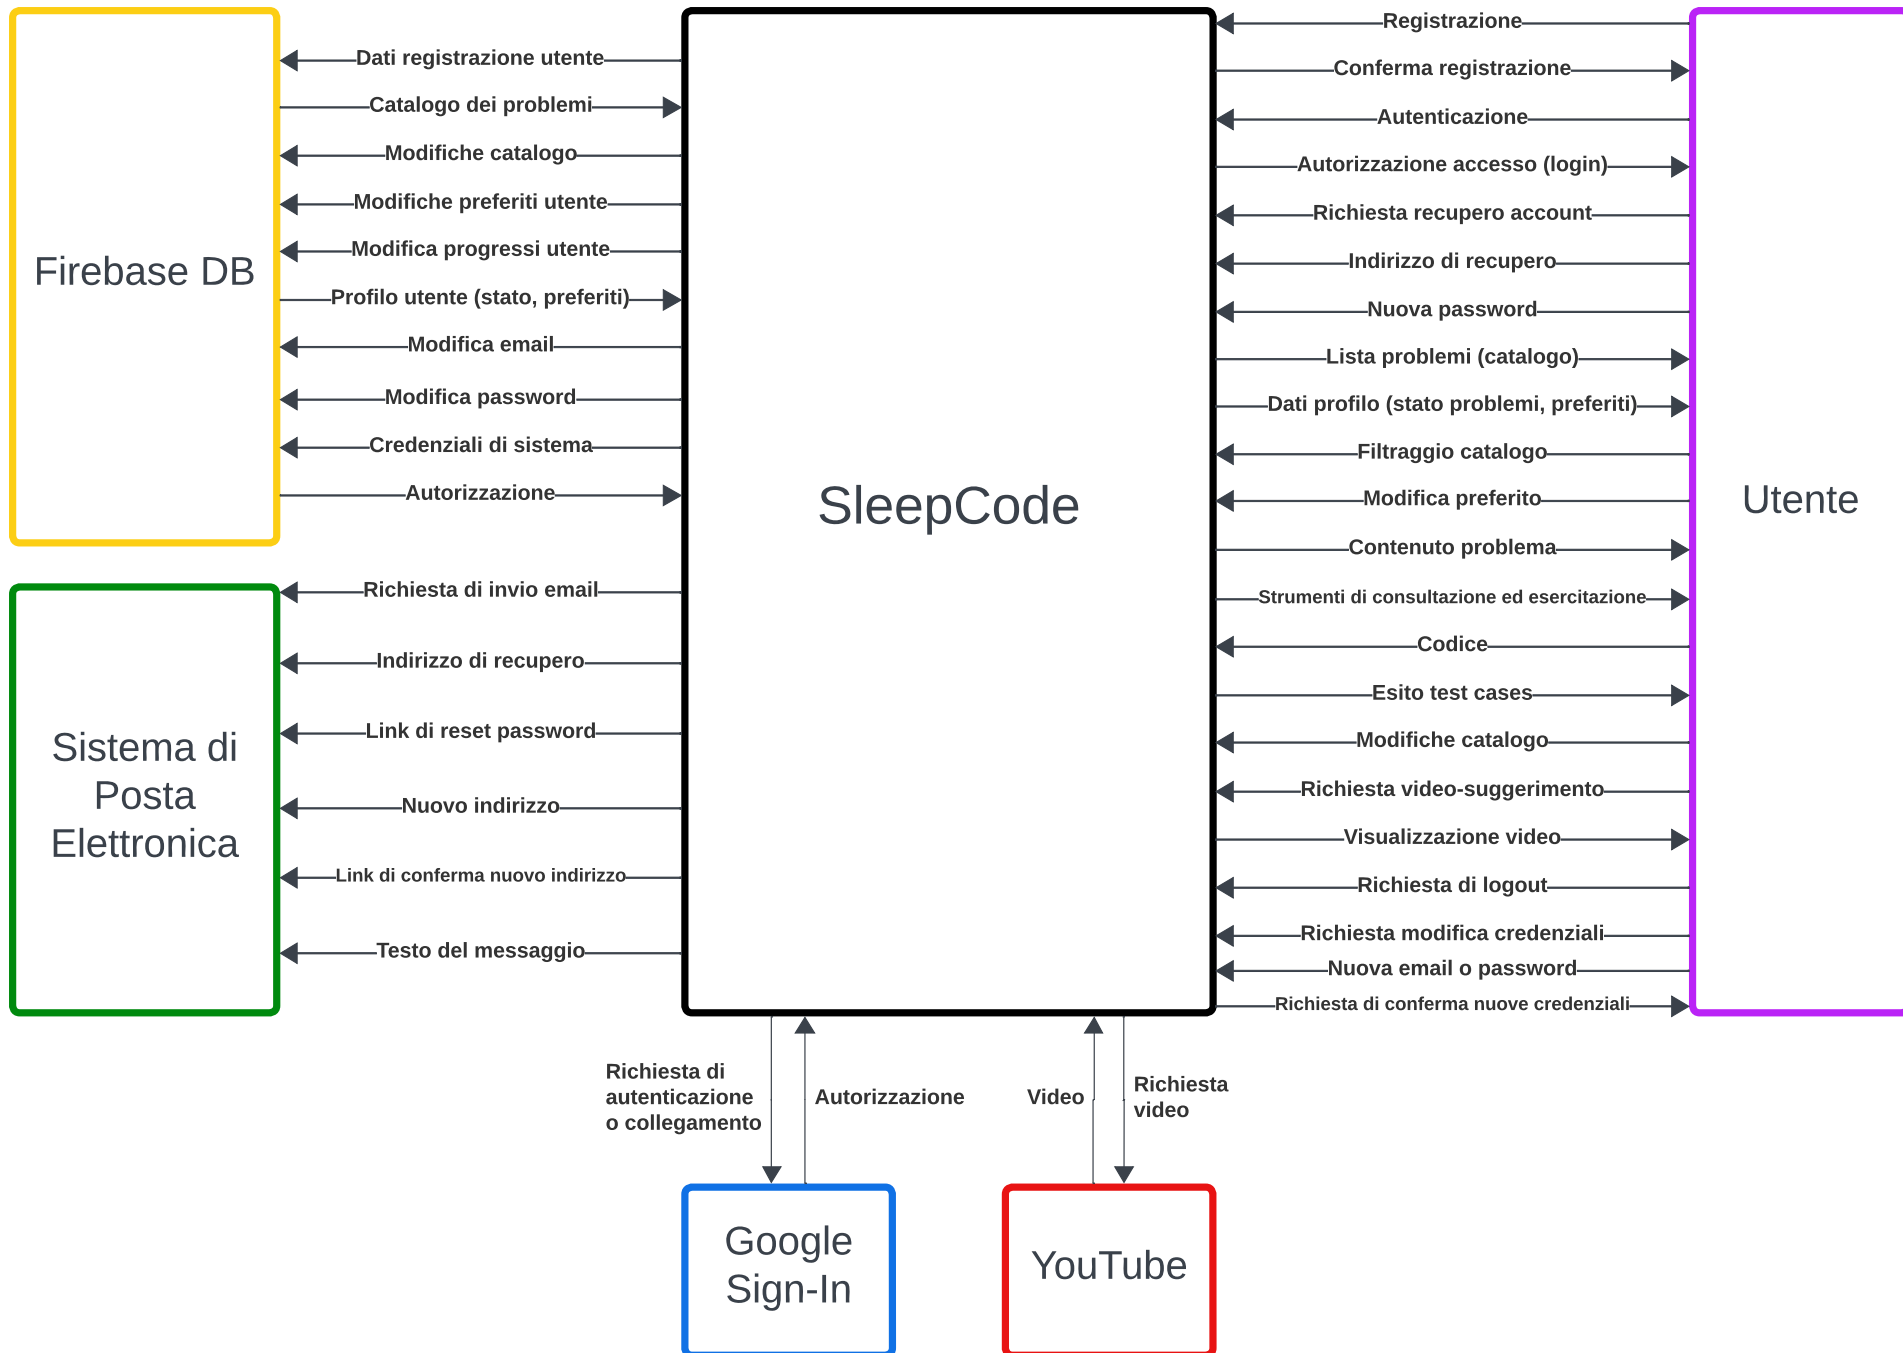 Firebase DB
Dati registrazione utente
Catalogo dei problemi
Modifiche catalogo
Modifiche preferiti utente
Modifica progressi utente
Profilo utente (stato, preferiti)
Modifica email
Modifica password
Credenziali di sistema
Autorizzazione
Sistema di
Posta
Elettronica
Richiesta di invio email
Indirizzo di recupero
Link di reset password
Nuovo indirizzo
Link di conferma nuovo indirizzo
Testo del messaggio
SleepCode
Registrazione
Conferma registrazione
Autenticazione
Autorizzazione accesso (login)
Richiesta recupero account
Indirizzo di recupero
Nuova password
Lista problemi (catalogo)
Dati profilo (stato problemi, preferiti)
Filtraggio catalogo
Modifica preferito
Contenuto problema
Strumenti di consultazione ed esercitazione
Codice
Esito test cases
Modifiche catalogo
Richiesta video-suggerimento
Visualizzazione video
Richiesta di logout
Richiesta modifica credenziali
Nuova email o password
Richiesta di conferma nuove credenziali
Utente
Richiesta di
autenticazione
o collegamento
Autorizzazione
Video
Richiesta
video
Google
Sign-In
YouTube